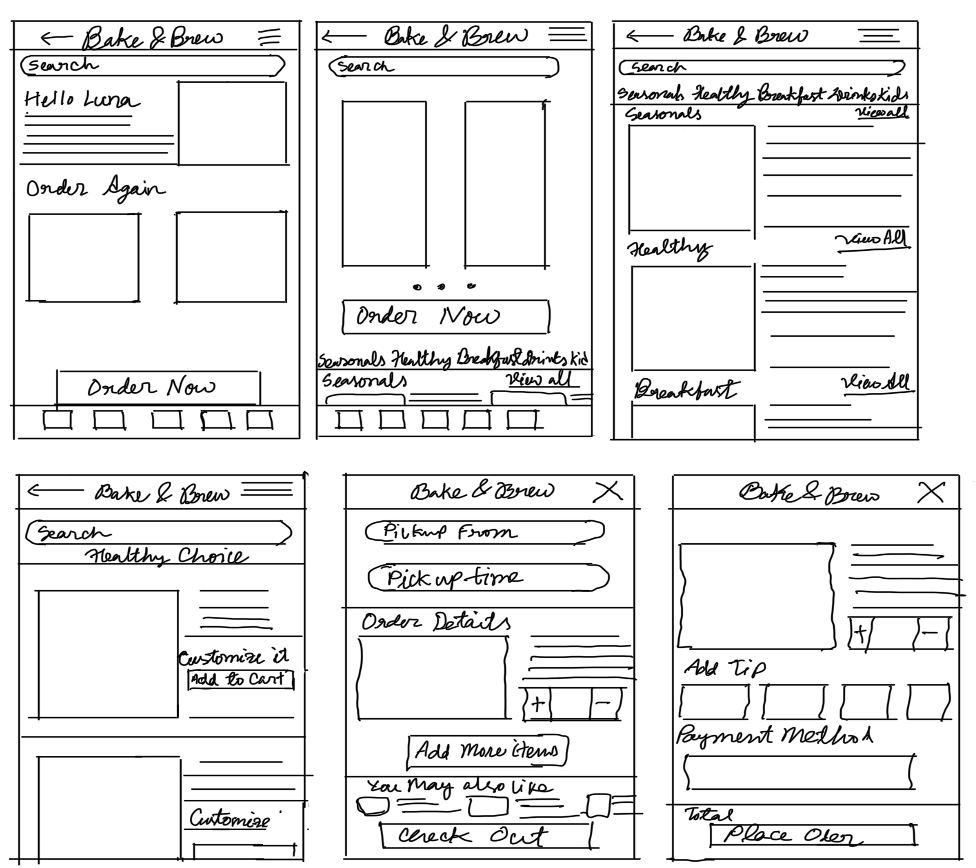 Bake & Brew
Search
Hello Luna
Order Again
Order Now
Bake & Brew
Search
Order Now
Seasonals Healthy Breakfast Drinks Kid
Seasonals View all
Bake & Brew
Search
Seasonals Healthy Breakfast Drinks Kids
Seasonals View all
Healthy View All
Breakfast View All
Bake & Brew
Search
Healthy Choice
Customize it
Add to Cart
Customize
Bake & Brew X
Pickup From
Pick up time
Order Details
+ -
Add More items
You May also like
Check Out
Bake & Brew X
+ -
Add Tip
Payment Method
Total
Place Oder